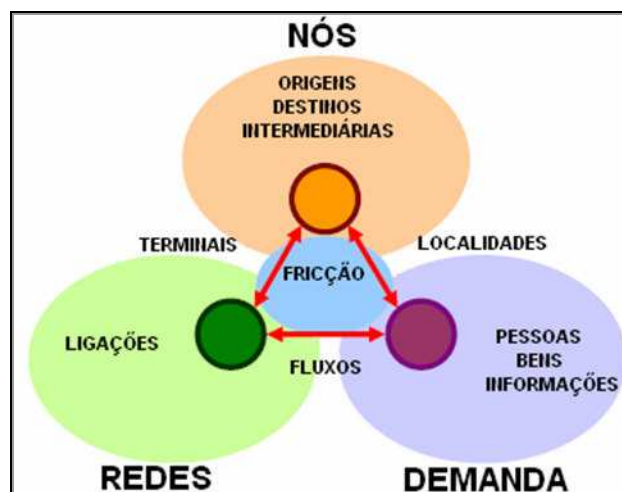 NÓS
ORIGENS
DESTINOS
INTERMEDIÁRIAS
TERMINAIS
LOCALIDADES
FRICÇÃO
LIGAÇÕES
FLUXOS
PESSOAS
BENS
INFORMAÇÕES
REDES
DEMANDA